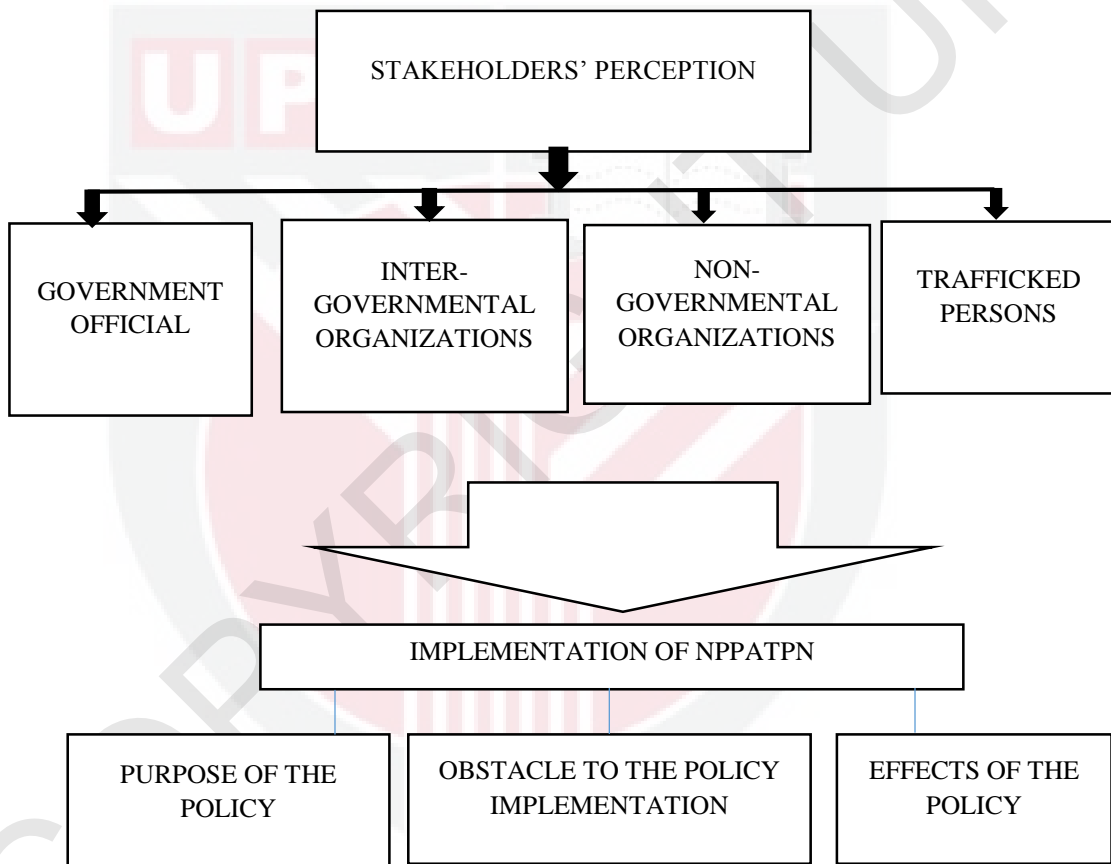 STAKEHOLDERS’ PERCEPTION
GOVERNMENT
OFFICIAL
INTER-
GOVERNMENTAL
ORGANIZATIONS
NON-
GOVERNMENTAL
ORGANIZATIONS
TRAFFICKED
PERSONS
IMPLEMENTATION OF NPPATPN
PURPOSE OF THE
POLICY
OBSTACLE TO THE POLICY
IMPLEMENTATION
EFFECTS OF THE
POLICY